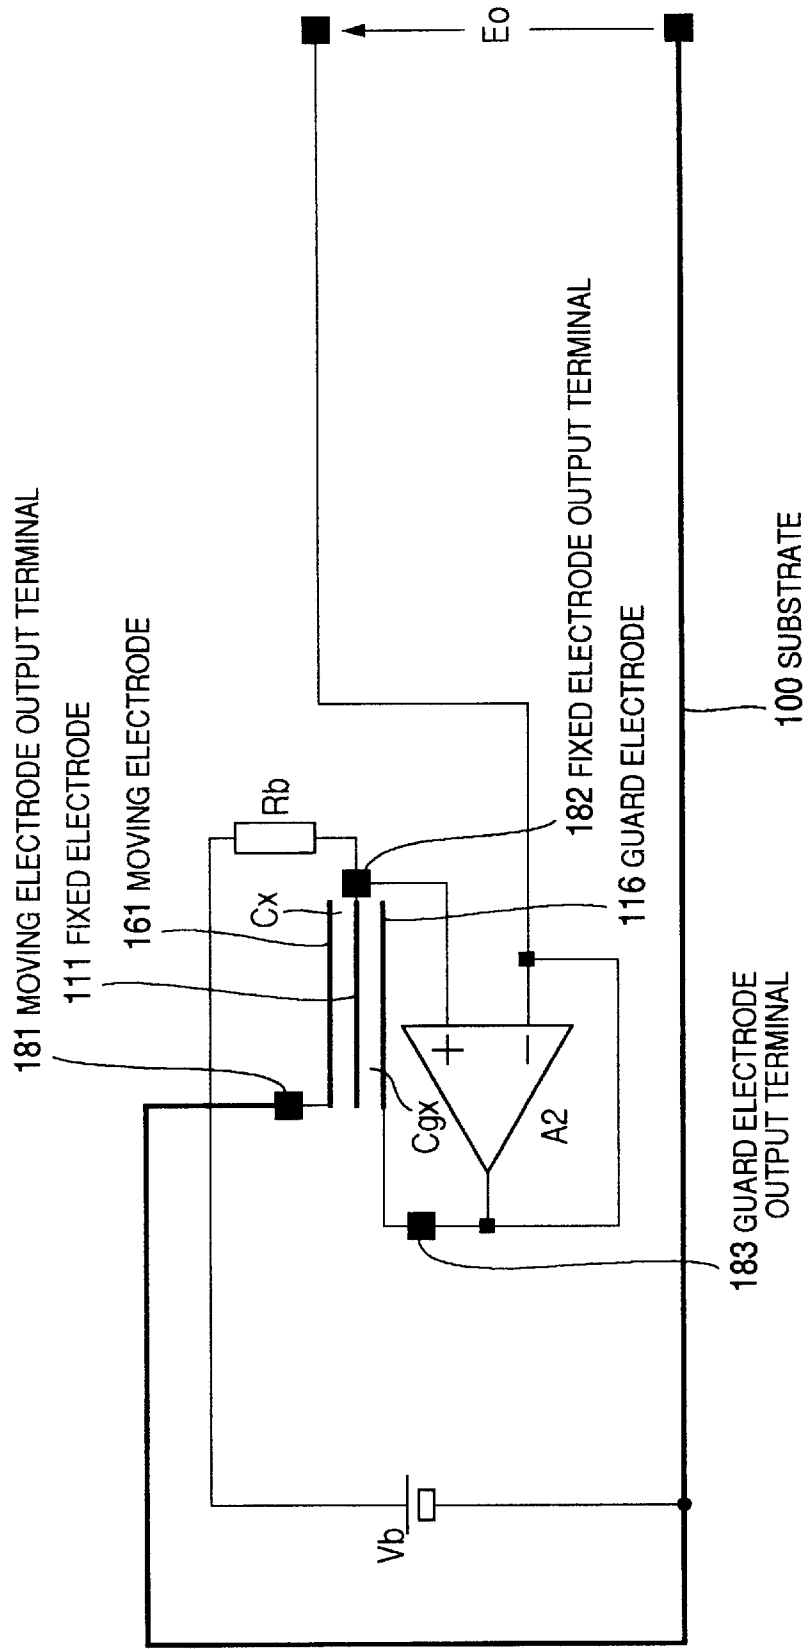 181 MOVING ELECTRODE OUTPUT TERMINAL
111 FIXED ELECTRODE
161 MOVING ELECTRODE
Eo
Rb
Cx
182 FIXED ELECTRODE OUTPUT TERMINAL
116 GUARD ELECTRODE
Cgx
+
−
A2
Vb
183 GUARD ELECTRODE
OUTPUT TERMINAL
100 SUBSTRATE